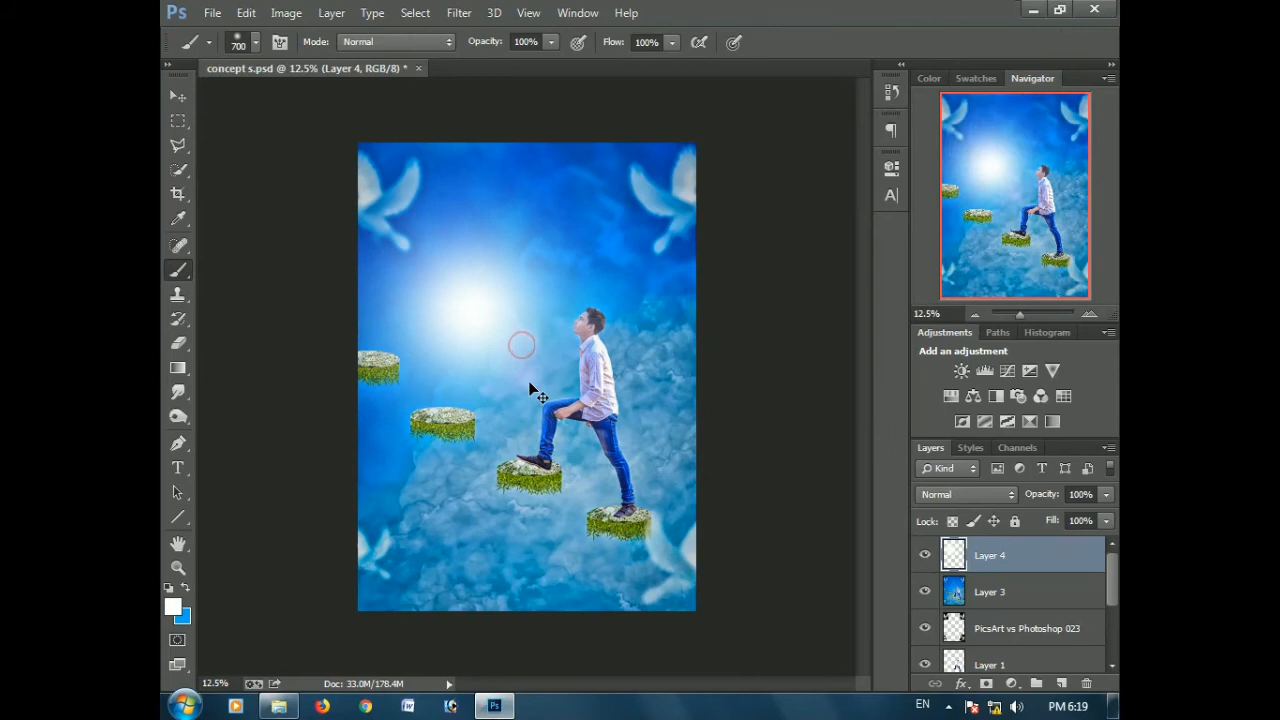 Ps File Edit Image Layer Type Select Filter 3D View Window Help
700 Mode: Normal Opacity: 100% Flow: 100%
concept s.psd @ 12.5% (Layer 4, RGB/8) * ×
Color Swatches Navigator
12.5%
Adjustments Paths Histogram
Add an adjustment
Layers Styles Channels
Kind
Normal Opacity: 100%
Lock: Fill: 100%
Layer 4
Layer 3
PicsArt vs Photoshop 023
Layer 1
12.5% Doc: 33.0M/178.4M
EN PM 6:19